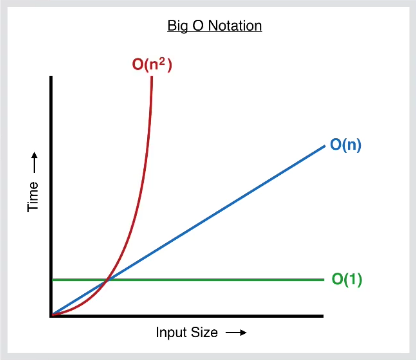 Big O Notation
O(n²)
O(n)
Time →
O(1)
Input Size →